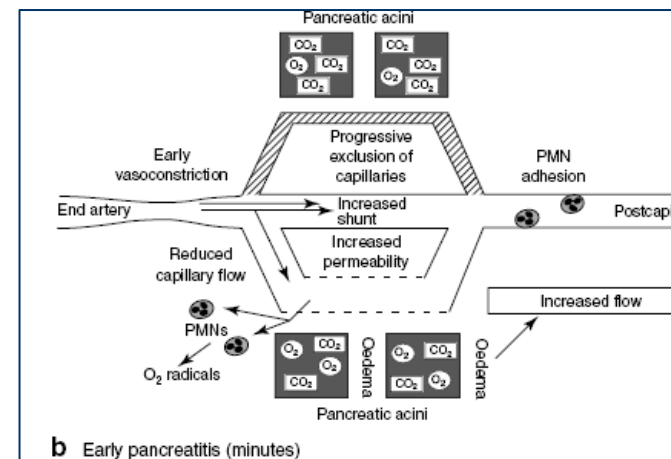 Pancreatic acini
CO₂
CO₂
O₂
CO₂
CO₂
O₂
CO₂
CO₂
Early
vasoconstriction
Progressive
exclusion of
capillaries
PMN
adhesion
End artery
Increased
shunt
Postcapi
Reduced
capillary flow
Increased
permeability
Increased flow
PMNs
O₂ radicals
O₂
CO₂
O₂
CO₂
Oedema
O₂
CO₂
CO₂
O₂
Oedema
Pancreatic acini
b Early pancreatitis (minutes)